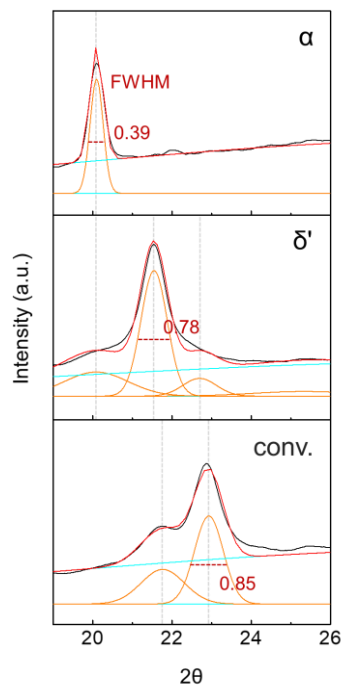 α
FWHM
0.39
δ'
0.78
conv.
0.85
Intensity (a.u.)
20 22 24 26
2θ